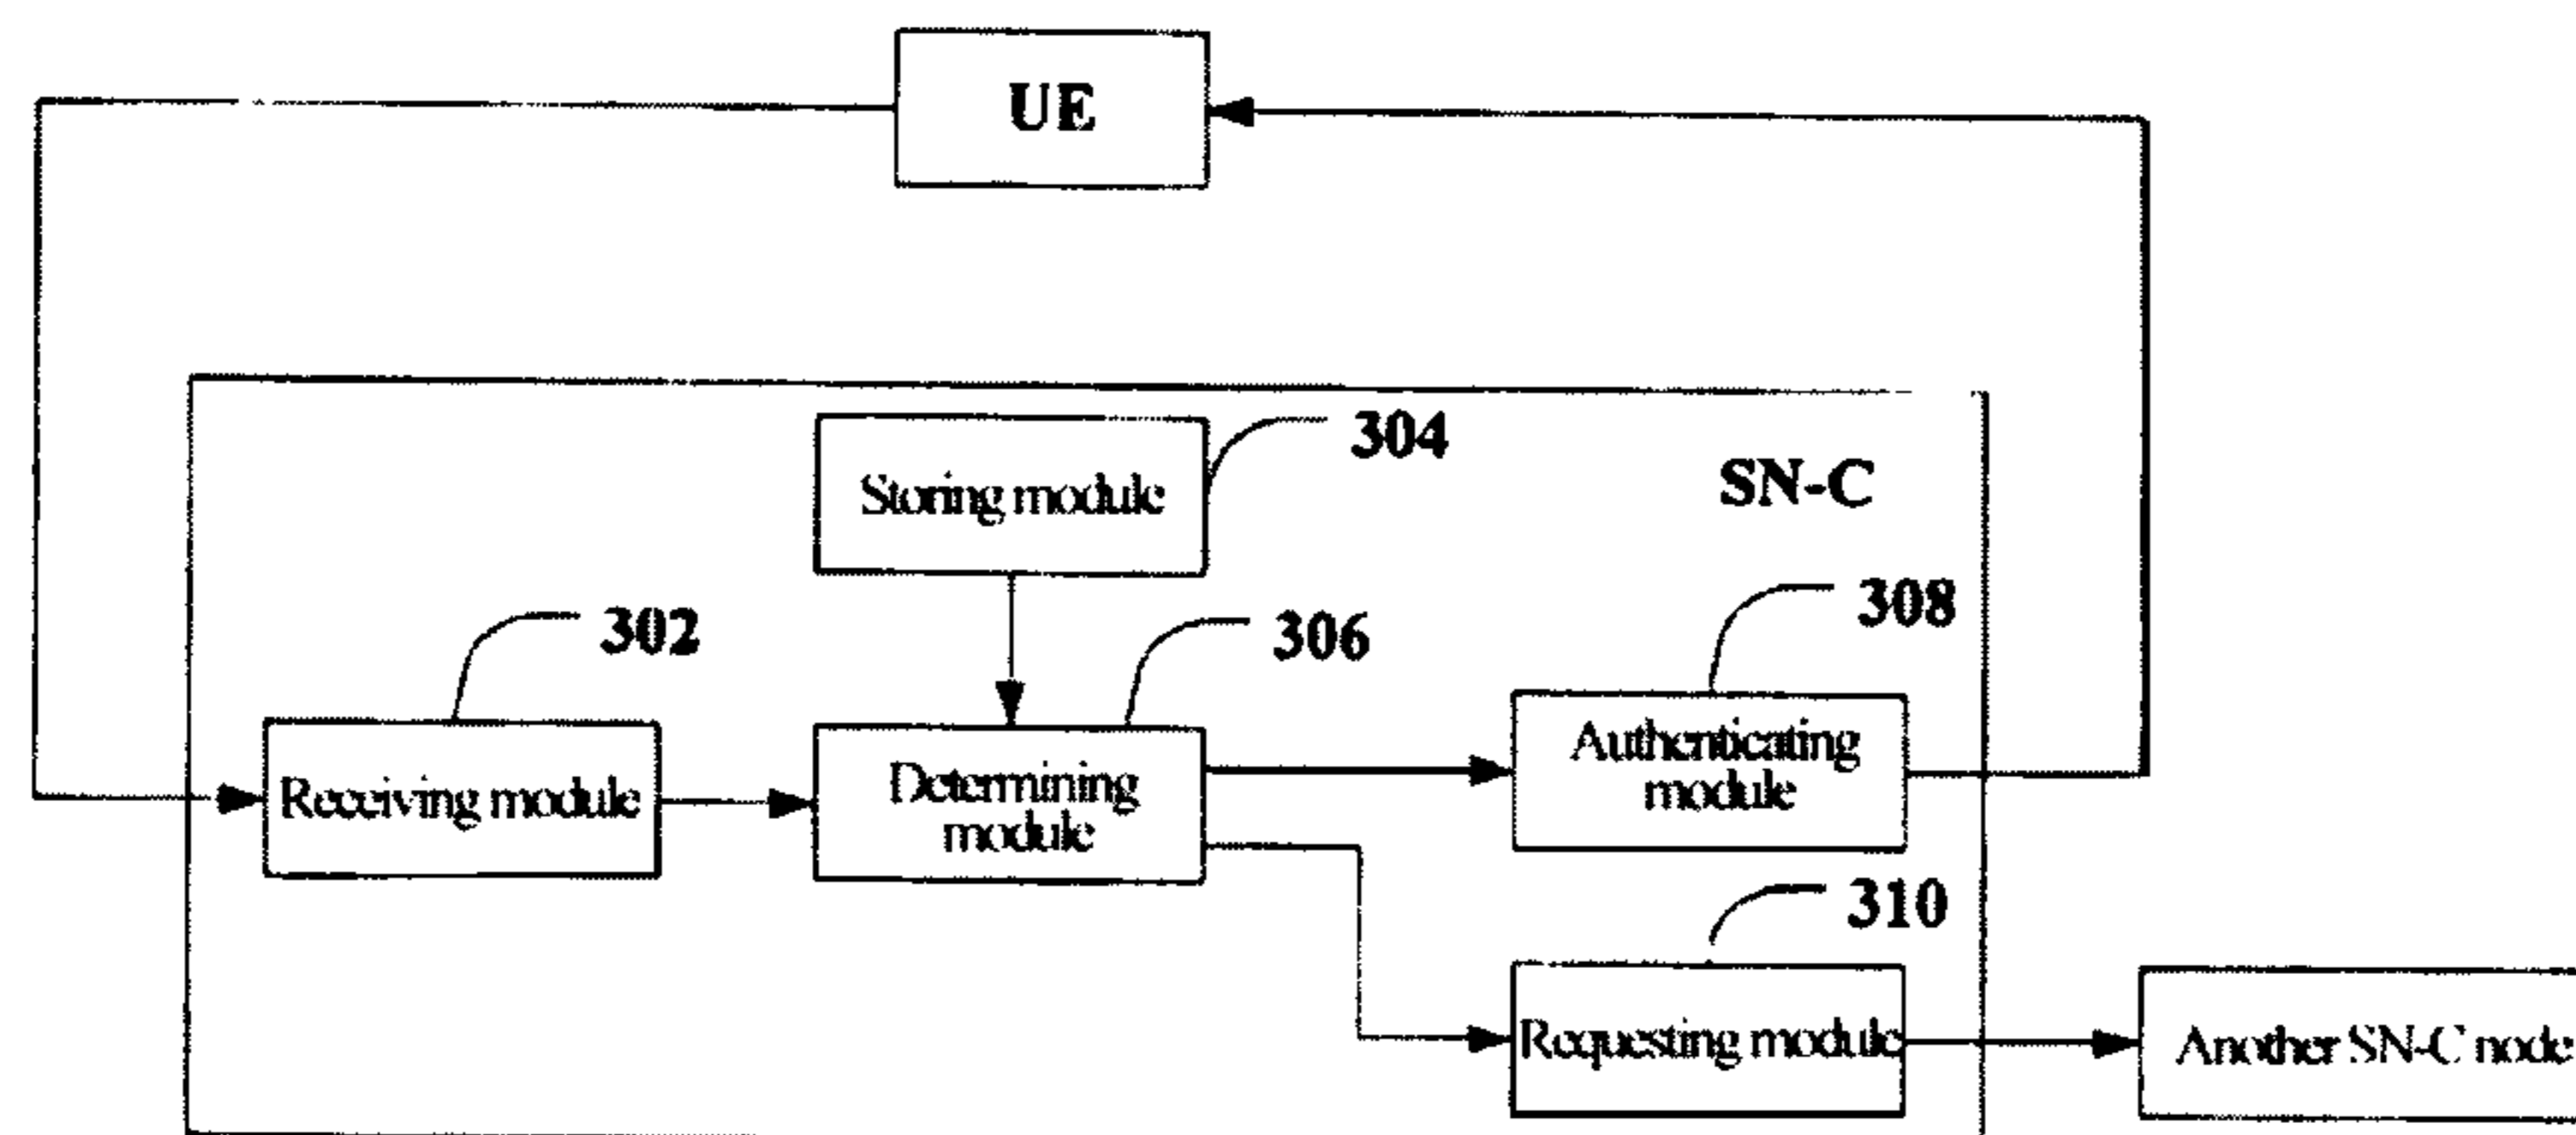 UE
304
Storing module
SN-C
302
306
308
Receiving module
Determining
module
Authenticating
module
310
Requesting module
Another SN-C node